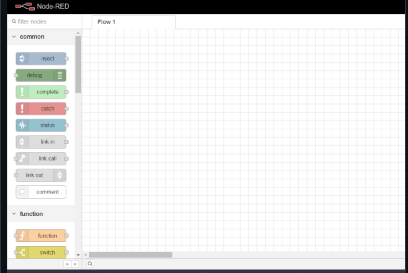 Node-RED
filter nodes
Flow 1
common
inject
debug
complete
catch
status
link in
link call
link out
comment
function
function
switch